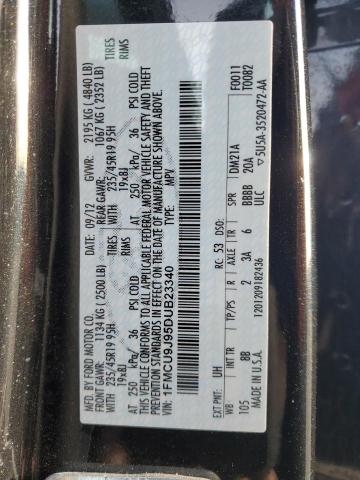 MFD. BY FORD MOTOR CO.
DATE: 09/12 GVWR: 2195 KG ( 4840 LB)
FRONT GAWR: 1134 KG ( 2500 LB) REAR GAWR: 1067 KG ( 2352 LB)
WITH 235/45R19 95H TIRES WITH 235/45R19 95H TIRES
19x8J RIMS 19x8J RIMS
AT 250 kPa/ 36 PSI COLD AT 250 kPa/ 36 PSI COLD
THIS VEHICLE CONFORMS TO ALL APPLICABLE FEDERAL MOTOR VEHICLE SAFETY AND THEFT
PREVENTION STANDARDS IN EFFECT ON THE DATE OF MANUFACTURE SHOWN ABOVE.
VIN: 1FMCU9J95DUB23340
TYPE: MPV
F0011
T0082
EXT PNT: UH RC: 53 DSO:
WB INT TR TP/PS R AXLE TR SPR DM21A
105 8B 2 3A 6 BBBB 20A
MADE IN U.S.A. 1201209182436 ULC
5U5A-3520472-AA